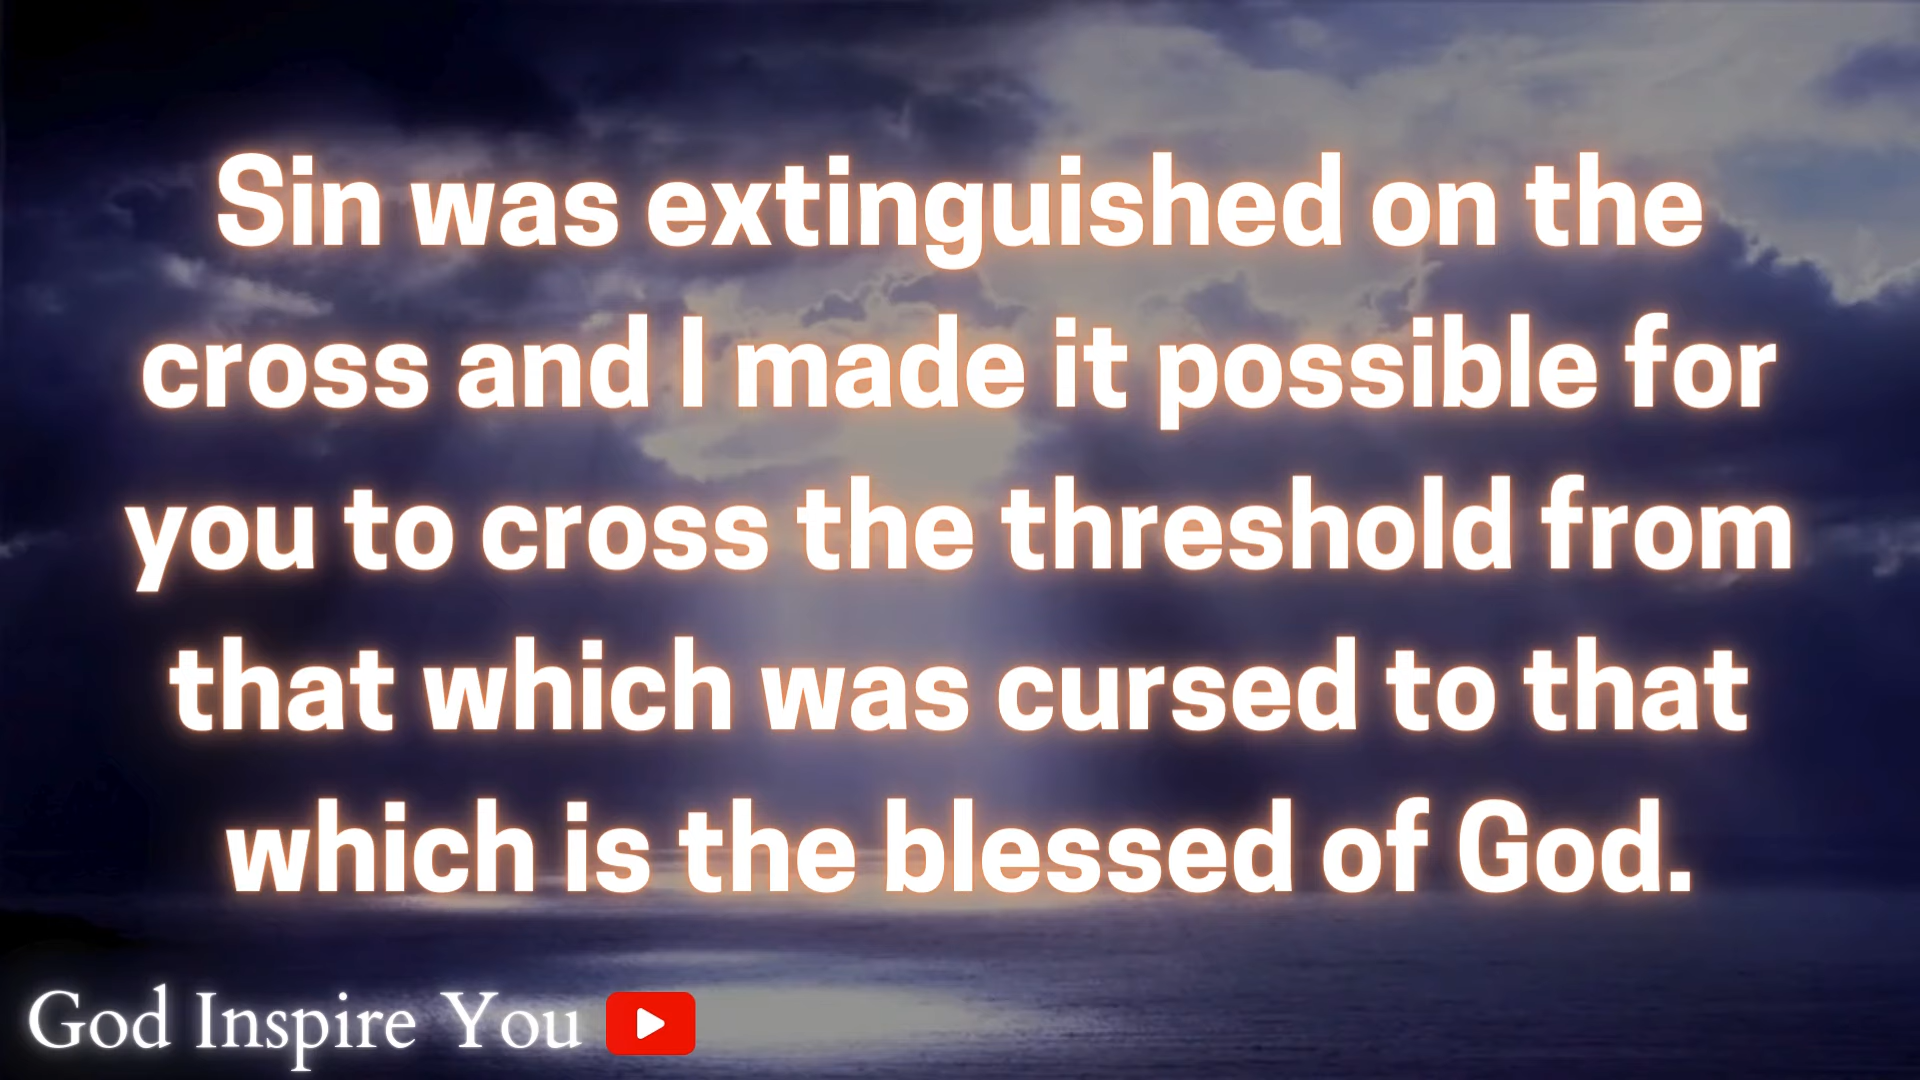 Sin was extinguished on the
cross and I made it possible for
you to cross the threshold from
that which was cursed to that
which is the blessed of God.
God Inspire You